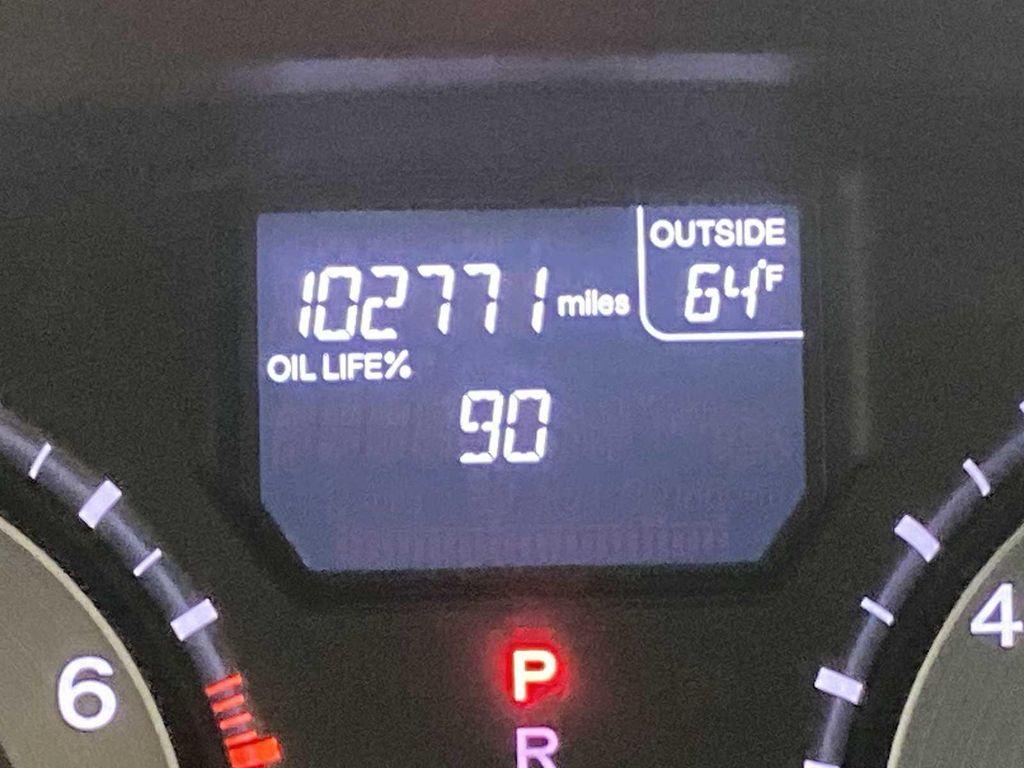 OUTSIDE
64°F
102771 miles
OIL LIFE%
90
P
R
6
4